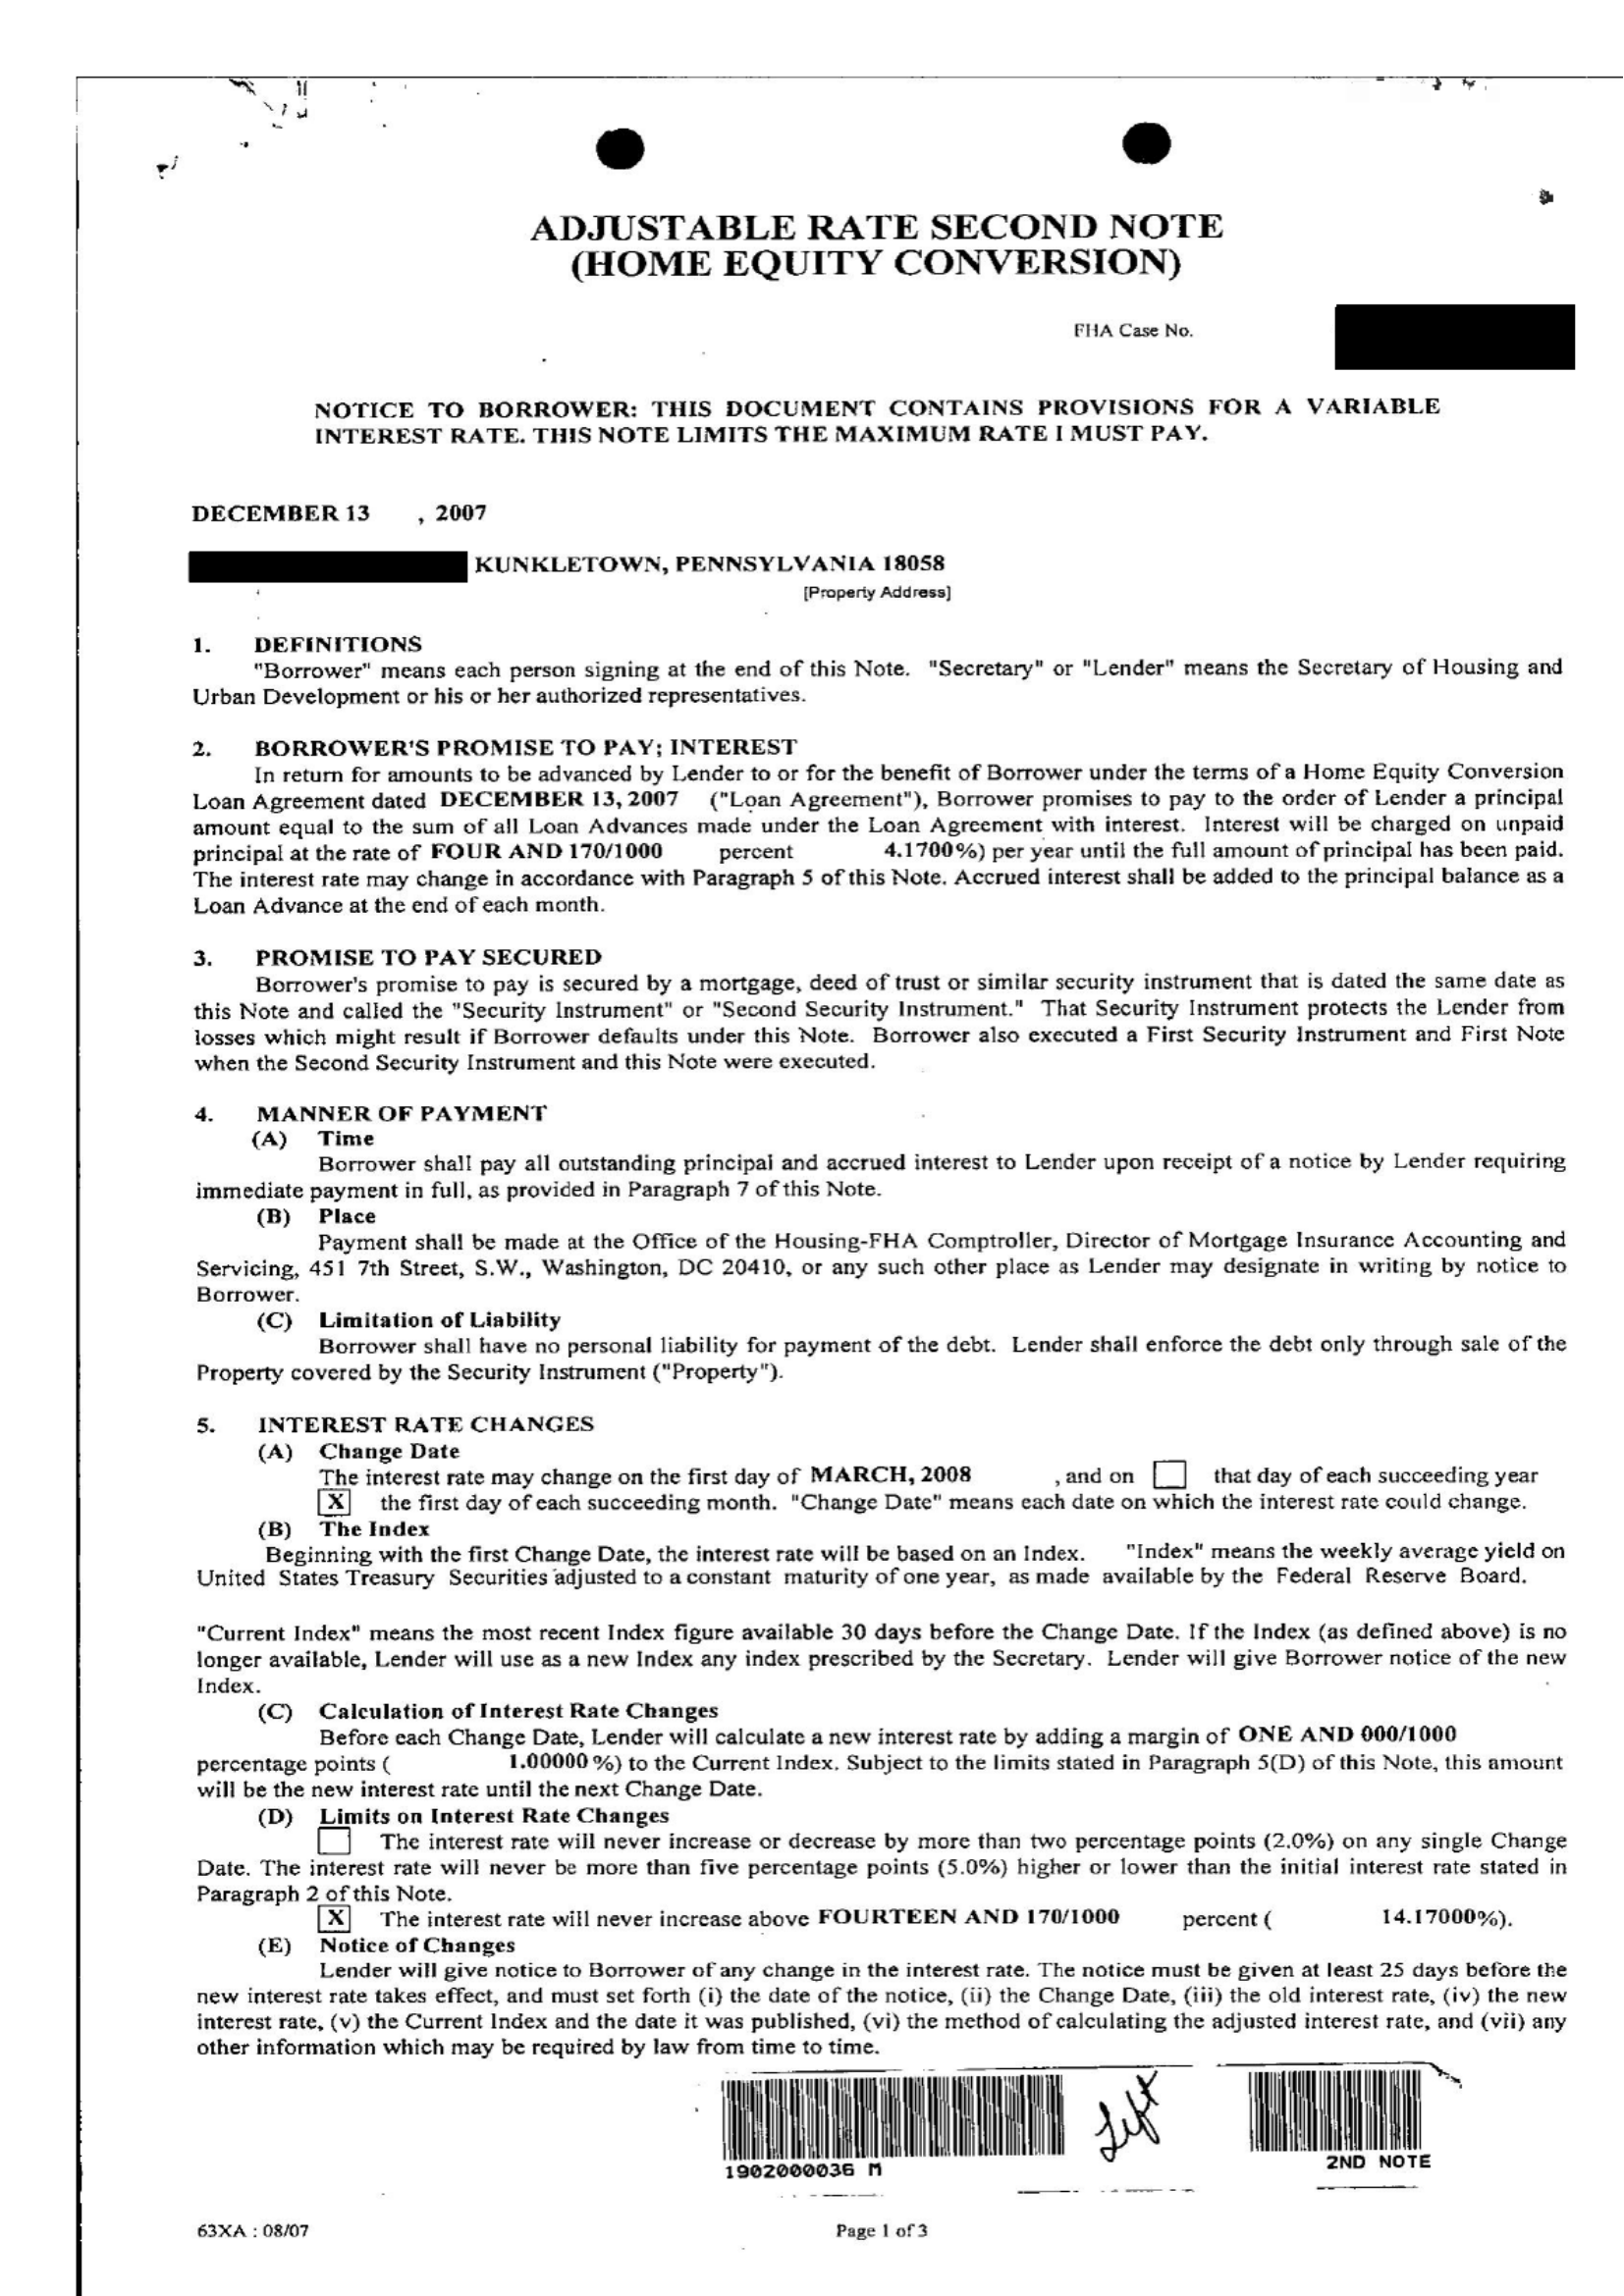 ADJUSTABLE RATE SECOND NOTE
(HOME EQUITY CONVERSION)
FHA Case No.
NOTICE TO BORROWER: THIS DOCUMENT CONTAINS PROVISIONS FOR A VARIABLE
INTEREST RATE. THIS NOTE LIMITS THE MAXIMUM RATE I MUST PAY.
DECEMBER 13 , 2007
KUNKLETOWN, PENNSYLVANIA 18058
[Property Address]
1. DEFINITIONS
"Borrower" means each person signing at the end of this Note. "Secretary" or "Lender" means the Secretary of Housing and
Urban Development or his or her authorized representatives.
2. BORROWER'S PROMISE TO PAY; INTEREST
In return for amounts to be advanced by Lender to or for the benefit of Borrower under the terms of a Home Equity Conversion
Loan Agreement dated DECEMBER 13, 2007 ("Loan Agreement"), Borrower promises to pay to the order of Lender a principal
amount equal to the sum of all Loan Advances made under the Loan Agreement with interest. Interest will be charged on unpaid
principal at the rate of FOUR AND 170/1000 percent 4.1700%) per year until the full amount of principal has been paid.
The interest rate may change in accordance with Paragraph 5 of this Note. Accrued interest shall be added to the principal balance as a
Loan Advance at the end of each month.
3. PROMISE TO PAY SECURED
Borrower's promise to pay is secured by a mortgage, deed of trust or similar security instrument that is dated the same date as
this Note and called the "Security Instrument" or "Second Security Instrument." That Security Instrument protects the Lender from
losses which might result if Borrower defaults under this Note. Borrower also executed a First Security Instrument and First Note
when the Second Security Instrument and this Note were executed.
4. MANNER OF PAYMENT
(A) Time
Borrower shall pay all outstanding principal and accrued interest to Lender upon receipt of a notice by Lender requiring
immediate payment in full, as provided in Paragraph 7 of this Note.
(B) Place
Payment shall be made at the Office of the Housing-FHA Comptroller, Director of Mortgage Insurance Accounting and
Servicing, 451 7th Street, S.W., Washington, DC 20410, or any such other place as Lender may designate in writing by notice to
Borrower.
(C) Limitation of Liability
Borrower shall have no personal liability for payment of the debt. Lender shall enforce the debt only through sale of the
Property covered by the Security Instrument ("Property").
5. INTEREST RATE CHANGES
(A) Change Date
The interest rate may change on the first day of MARCH, 2008 , and on that day of each succeeding year
X the first day of each succeeding month. "Change Date" means each date on which the interest rate could change.
(B) The Index
Beginning with the first Change Date, the interest rate will be based on an Index. "Index" means the weekly average yield on
United States Treasury Securities adjusted to a constant maturity of one year, as made available by the Federal Reserve Board.
"Current Index" means the most recent Index figure available 30 days before the Change Date. If the Index (as defined above) is no
longer available, Lender will use as a new Index any index prescribed by the Secretary. Lender will give Borrower notice of the new
Index.
(C) Calculation of Interest Rate Changes
Before each Change Date, Lender will calculate a new interest rate by adding a margin of ONE AND 000/1000
percentage points ( 1.00000 %) to the Current Index. Subject to the limits stated in Paragraph 5(D) of this Note, this amount
will be the new interest rate until the next Change Date.
(D) Limits on Interest Rate Changes
The interest rate will never increase or decrease by more than two percentage points (2.0%) on any single Change
Date. The interest rate will never be more than five percentage points (5.0%) higher or lower than the initial interest rate stated in
Paragraph 2 of this Note.
X The interest rate will never increase above FOURTEEN AND 170/1000 percent ( 14.17000%).
(E) Notice of Changes
Lender will give notice to Borrower of any change in the interest rate. The notice must be given at least 25 days before the
new interest rate takes effect, and must set forth (i) the date of the notice, (ii) the Change Date, (iii) the old interest rate, (iv) the new
interest rate, (v) the Current Index and the date it was published, (vi) the method of calculating the adjusted interest rate, and (vii) any
other information which may be required by law from time to time.
Left
1902000036 M
2ND NOTE
63XA : 08/07
Page 1 of 3